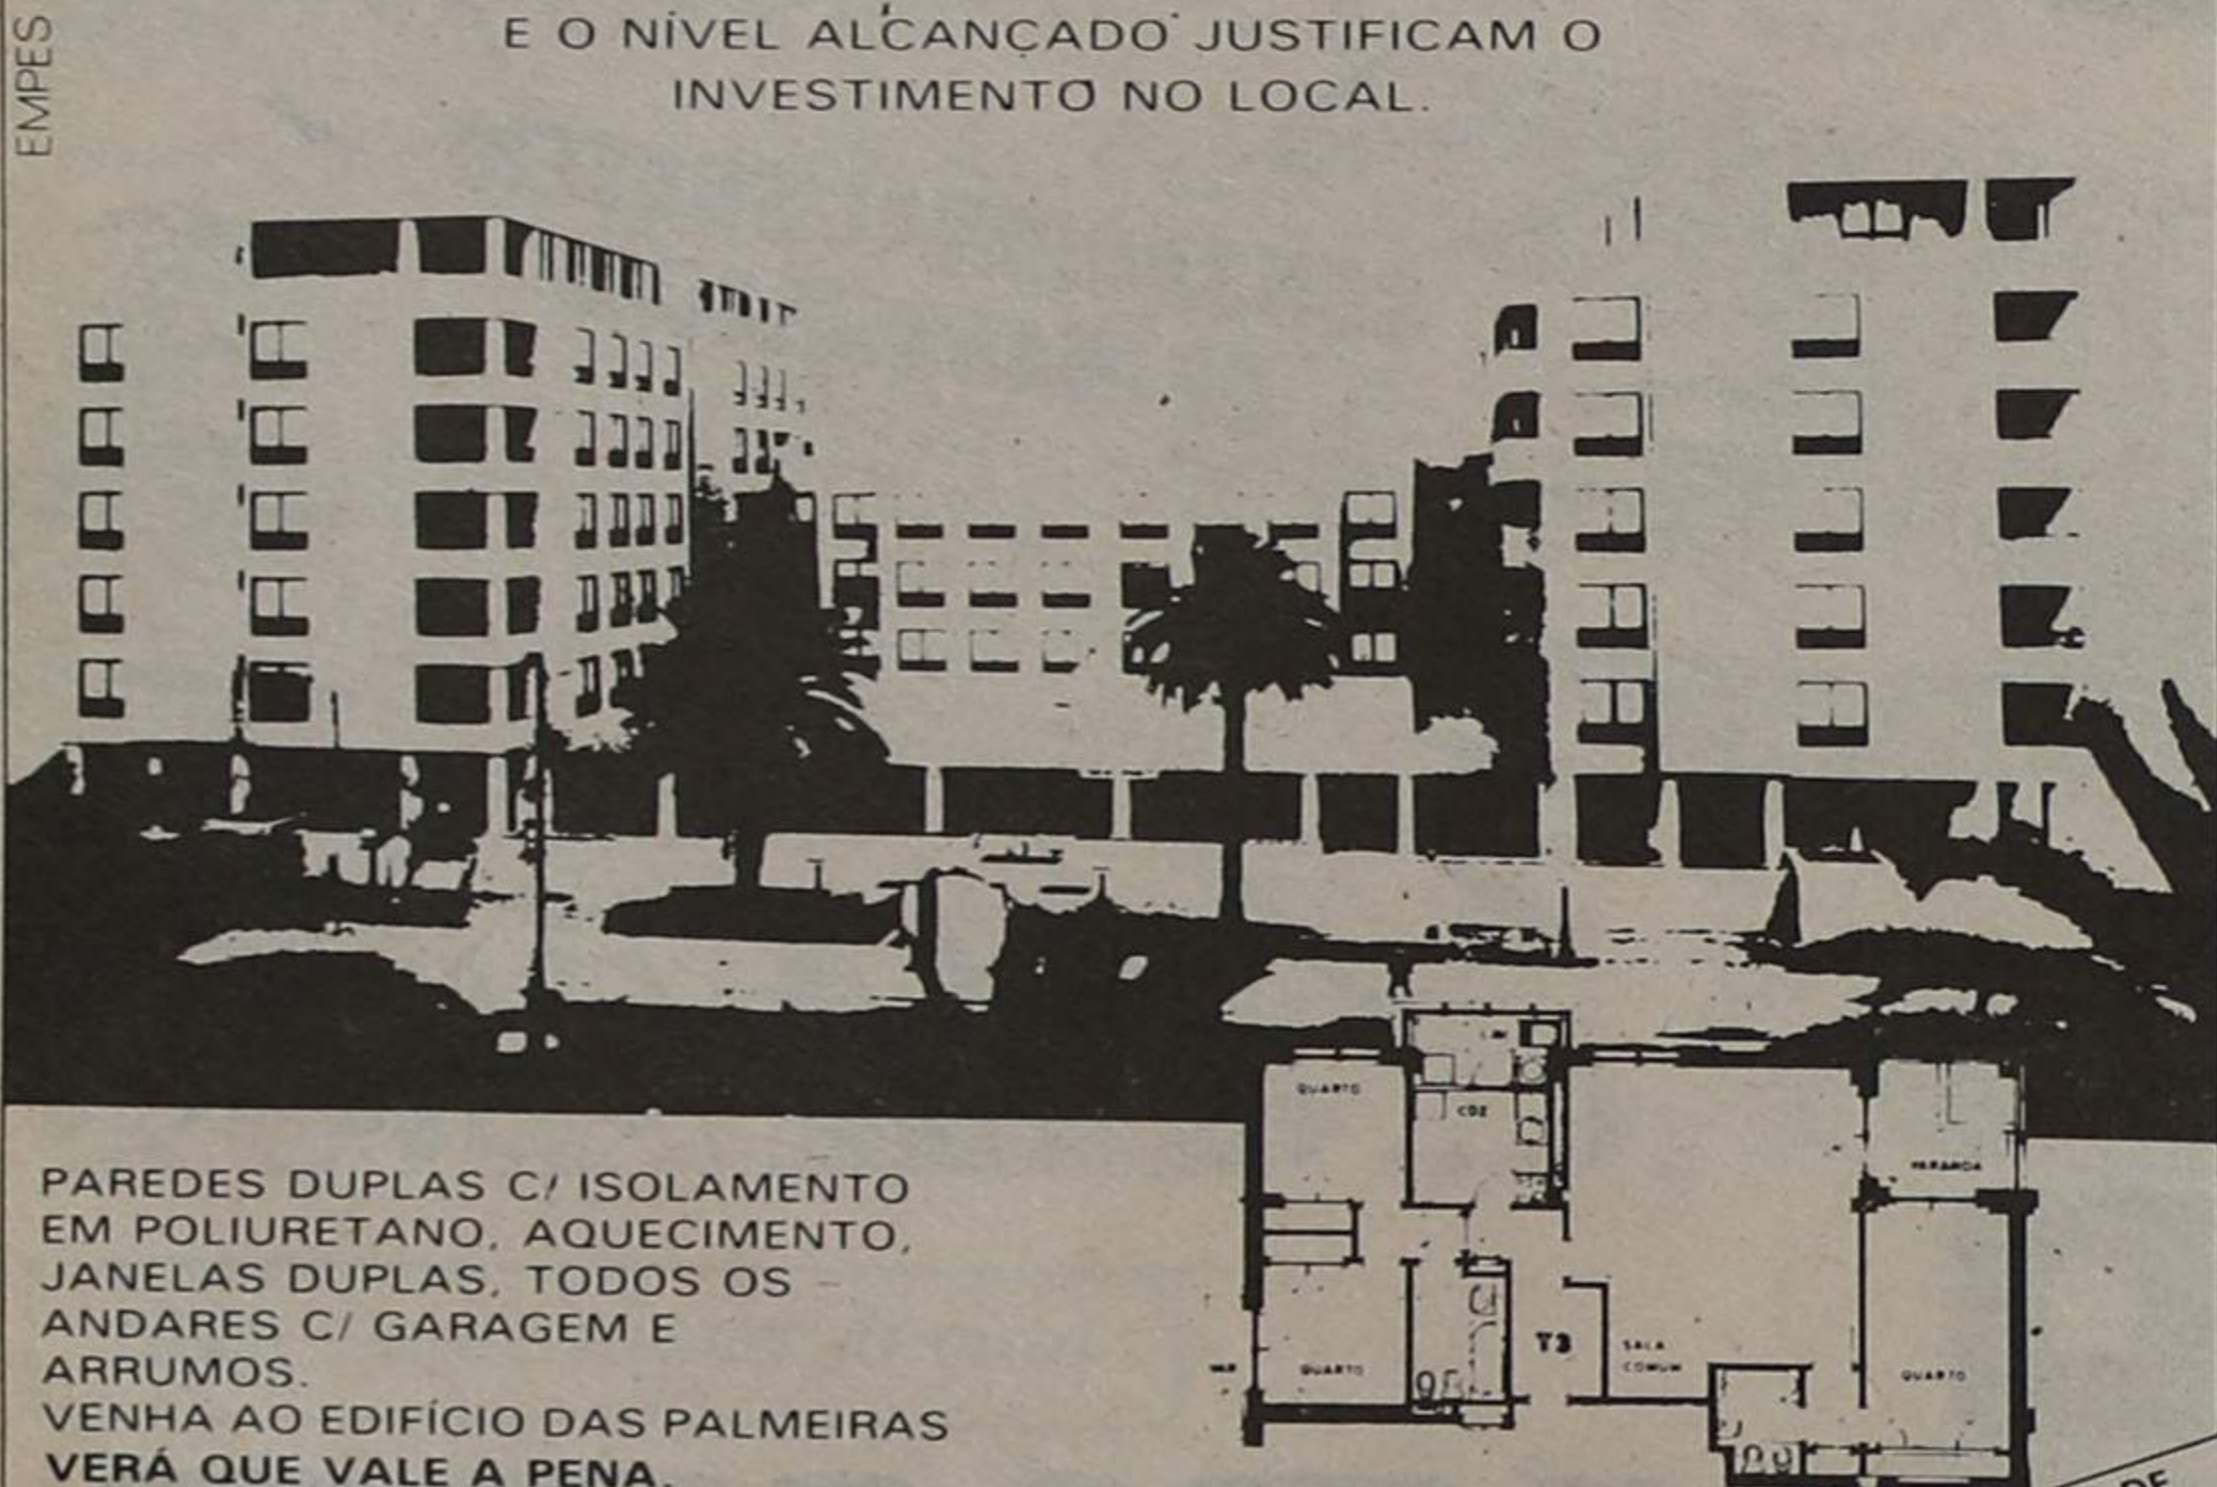 EMPES
E O NÍVEL ALCANÇADO JUSTIFICAM O
INVESTIMENTO NO LOCAL.
PAREDES DUPLAS C/ ISOLAMENTO
EM POLIURETANO, AQUECIMENTO,
JANELAS DUPLAS, TODOS OS
ANDARES C/ GARAGEM E
ARRUMOS.
VENHA AO EDIFÍCIO DAS PALMEIRAS
VERÁ QUE VALE A PENA.
QUARTO
COZ
VARANDA
T3
SALA
COMUM
QUARTO
QUARTO
DE